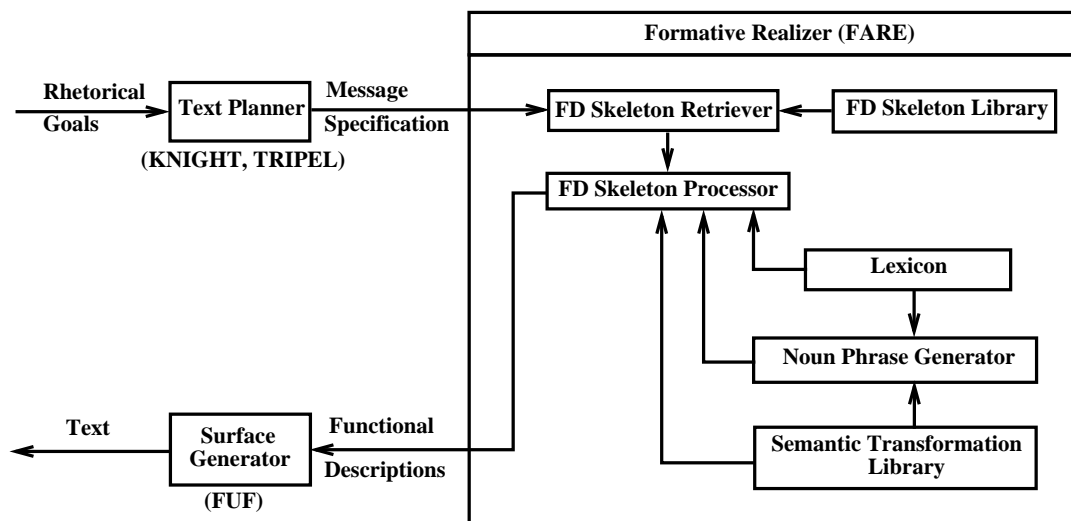 Formative Realizer (FARE)
Rhetorical
Goals
Text Planner
(KNIGHT, TRIPEL)
Message
Specification
FD Skeleton Retriever
FD Skeleton Library
FD Skeleton Processor
Lexicon
Noun Phrase Generator
Semantic Transformation
Library
Functional
Descriptions
Surface
Generator
(FUF)
Text